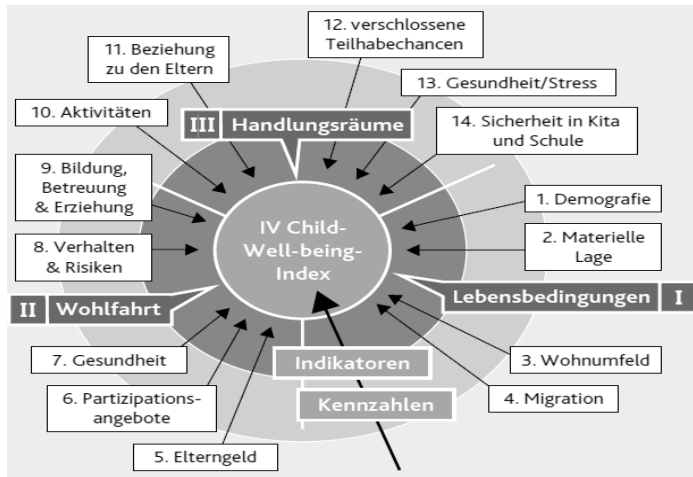 12. verschlossene
Teilhabechancen
11. Beziehung
zu den Eltern
13. Gesundheit/Stress
10. Aktivitäten
III Handlungsräume
14. Sicherheit in Kita
und Schule
9. Bildung,
Betreuung
& Erziehung
1. Demografie
IV Child-
Well-being-
Index
8. Verhalten
& Risiken
2. Materielle
Lage
II Wohlfahrt
Lebensbedingungen I
7. Gesundheit
Indikatoren
3. Wohnumfeld
6. Partizipations-
angebote
Kennzahlen
4. Migration
5. Elterngeld